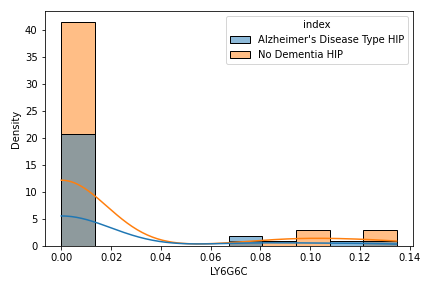 index
Alzheimer's Disease Type HIP
No Dementia HIP
40
35
30
25
20
15
10
5
0
Density
0.00 0.02 0.04 0.06 0.08 0.10 0.12 0.14
LY6G6C